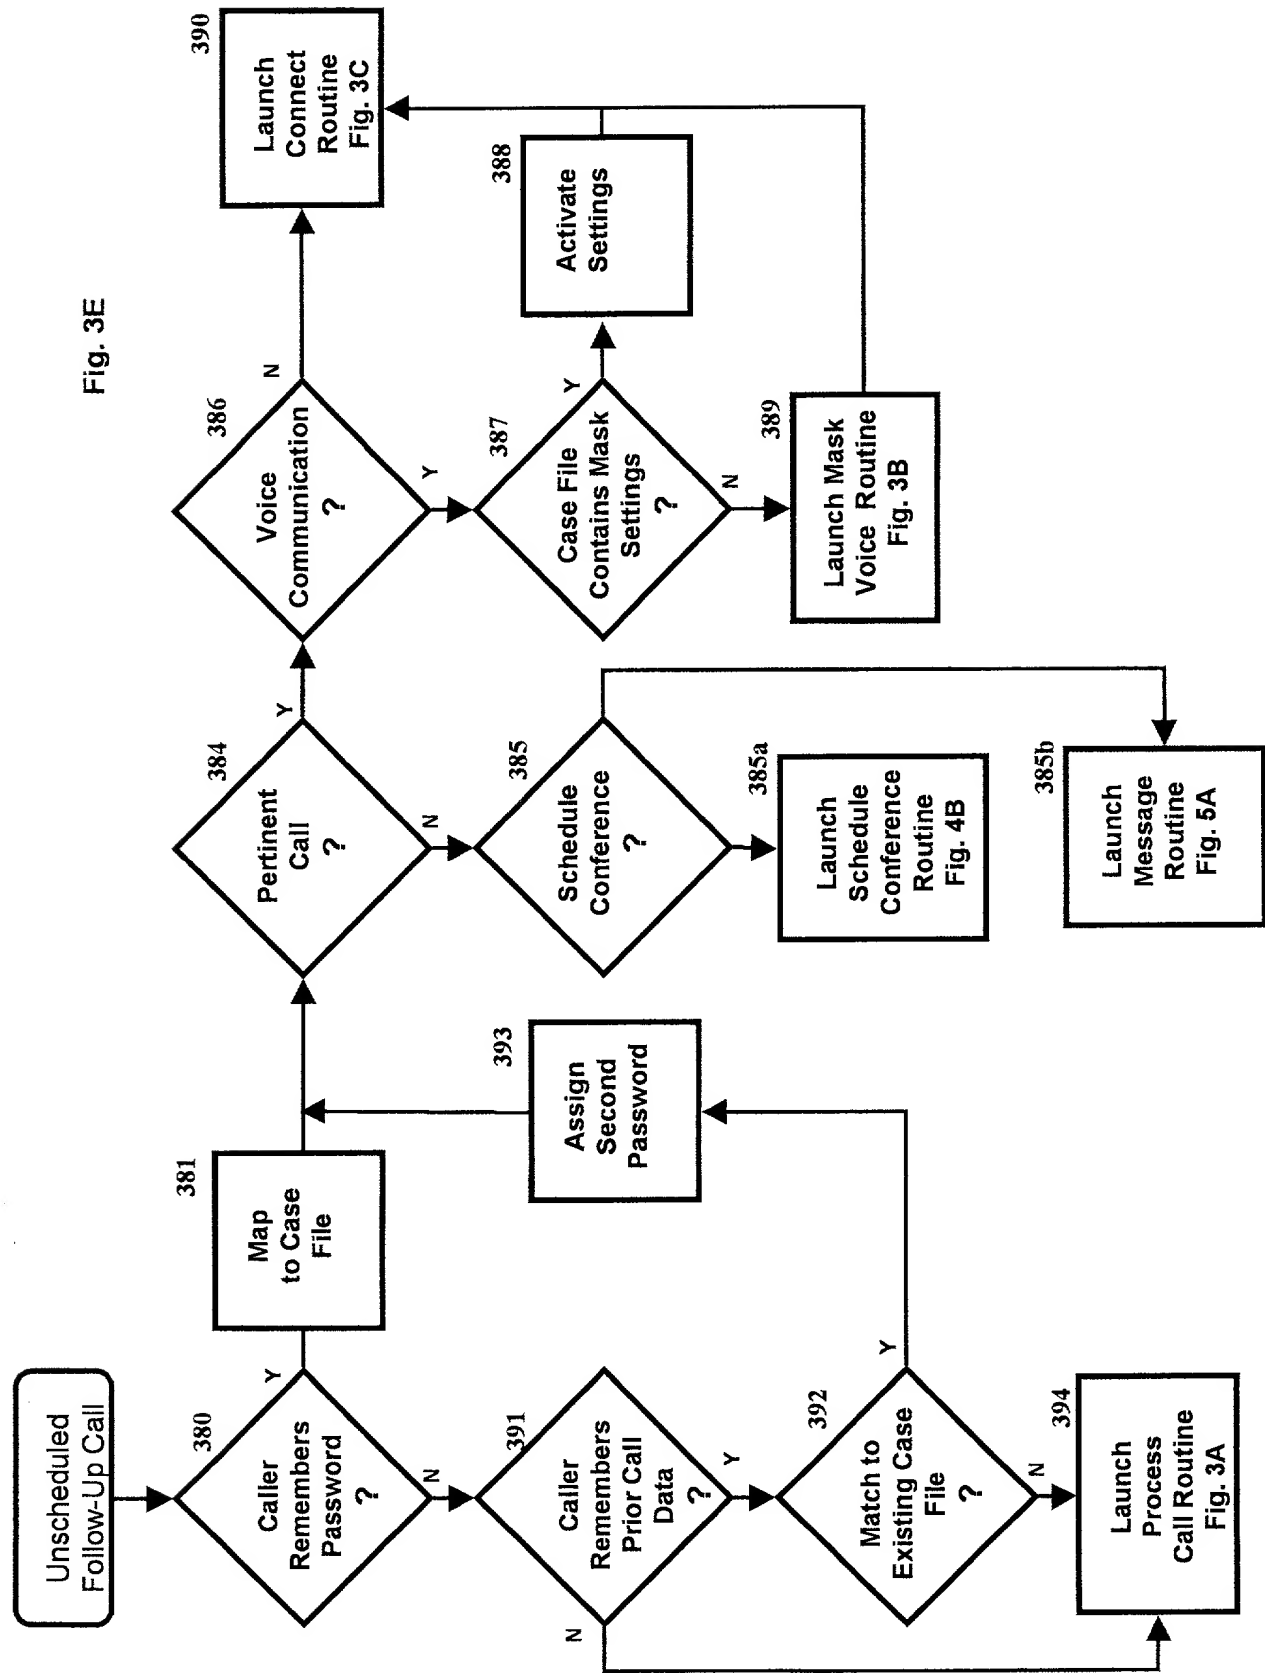 Fig. 3E
Unscheduled
Follow-Up Call
380
Caller
Remembers
Password
?
Y
N
381
Map
to Case
File
391
Caller
Remembers
Prior Call
Data
?
Y
N
392
Match to
Existing Case
File
?
Y
N
393
Assign
Second
Password
394
Launch
Process
Call Routine
Fig. 3A
384
Pertinent
Call
?
Y
N
385
Schedule
Conference
?
385a
Launch
Schedule
Conference
Routine
Fig. 4B
385b
Launch
Message
Routine
Fig. 5A
386
Voice
Communication
?
N
Y
387
Case File
Contains Mask
Settings
?
Y
N
388
Activate
Settings
389
Launch Mask
Voice Routine
Fig. 3B
390
Launch
Connect
Routine
Fig. 3C